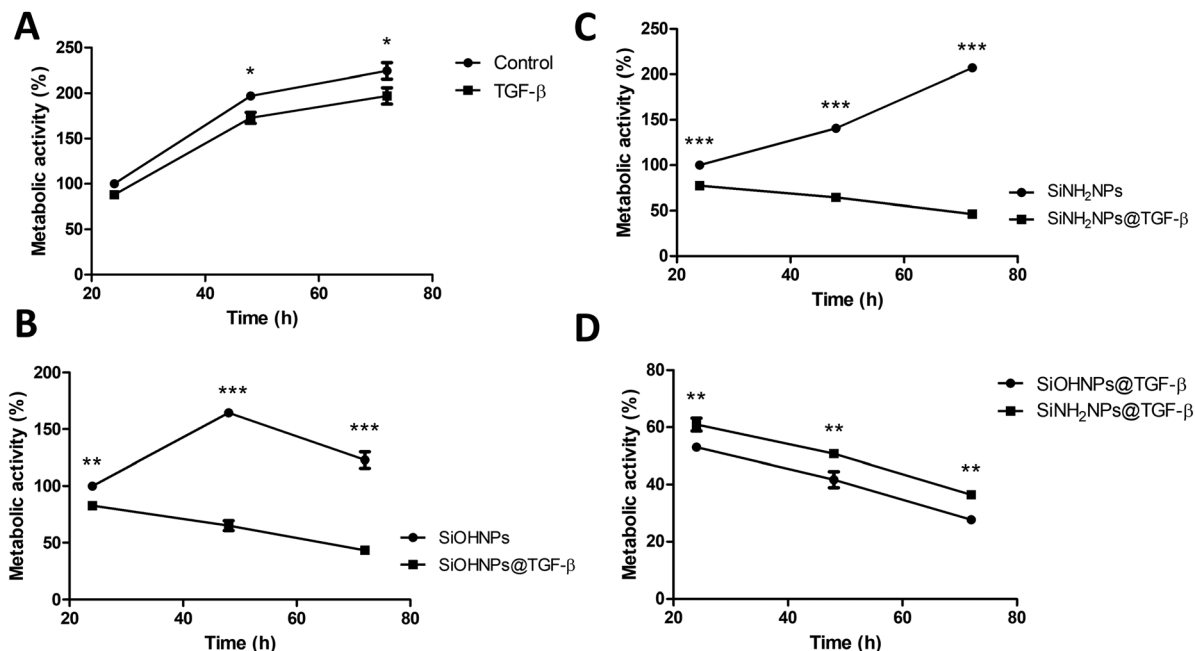 A
250
200
150
100
50
0
Metabolic activity (%)
*
*
Control
TGF-β
20
40
60
80
Time (h)
B
200
150
100
50
0
Metabolic activity (%)
**
***
***
SiOHNPs
SiOHNPs@TGF-β
20
40
60
80
Time (h)
C
250
200
150
100
50
0
Metabolic activity (%)
***
***
***
SiNH₂NPs
SiNH₂NPs@TGF-β
20
40
60
80
Time (h)
D
80
60
40
20
0
Metabolic activity (%)
**
**
**
SiOHNPs@TGF-β
SiNH₂NPs@TGF-β
20
40
60
80
Time (h)